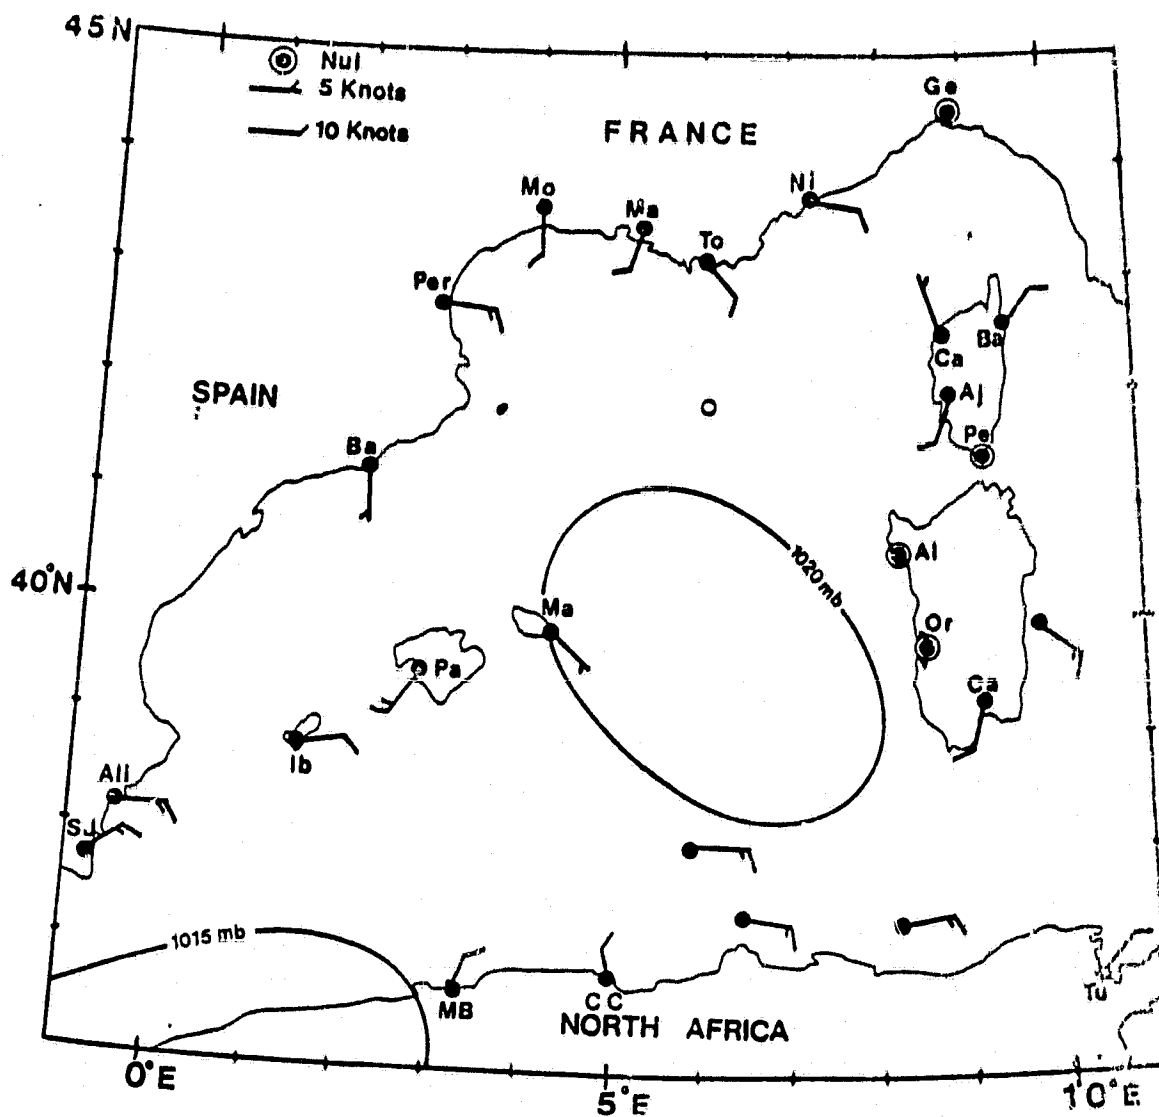 45N
Nul
5 Knots
10 Knots
FRANCE
Ge
Ni
Mo
Ma
To
Per
Ca
Ba
SPAIN
Aj
Pe
Ba
1020 mb
Al
40°N
Ma
Or
Pa
Ca
Ib
Ali
SJ
1015 mb
MB
CC
Tu
NORTH AFRICA
0°E
5°E
10°E